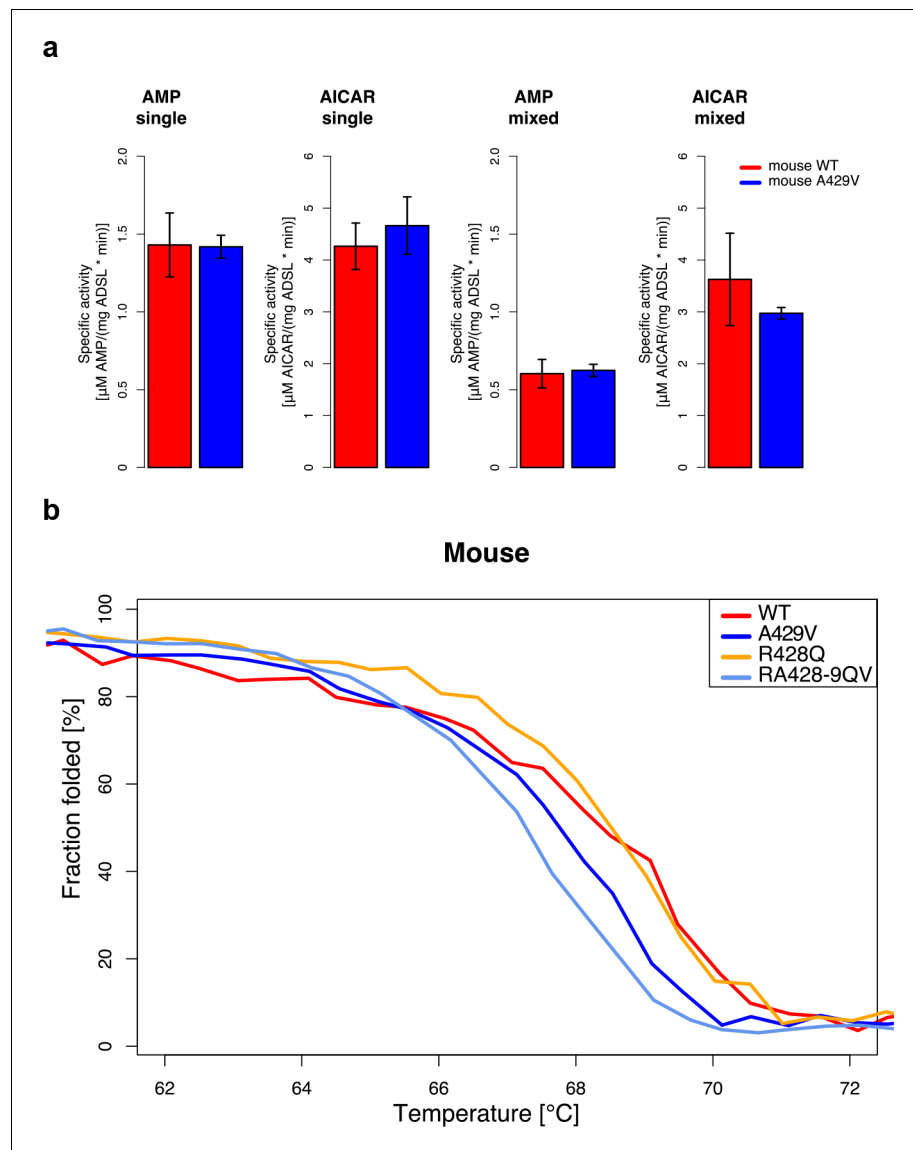 a
AMP
single
AICAR
single
AMP
mixed
AICAR
mixed
Specific activity
[µM AMP/(mg ADSL * min)]
0
0.5
1.0
1.5
2.0
Specific activity
[µM AICAR/(mg ADSL * min)]
0
1
2
3
4
5
6
Specific activity
[µM AMP/(mg ADSL * min)]
0
0.5
1.0
1.5
2.0
Specific activity
[µM AICAR/(mg ADSL * min)]
0
1
2
3
4
5
6
mouse WT
mouse A429V
b
Mouse
Fraction folded [%]
100
80
60
40
20
0
WT
A429V
R428Q
RA428-9QV
62 64 66 68 70 72
Temperature [°C]